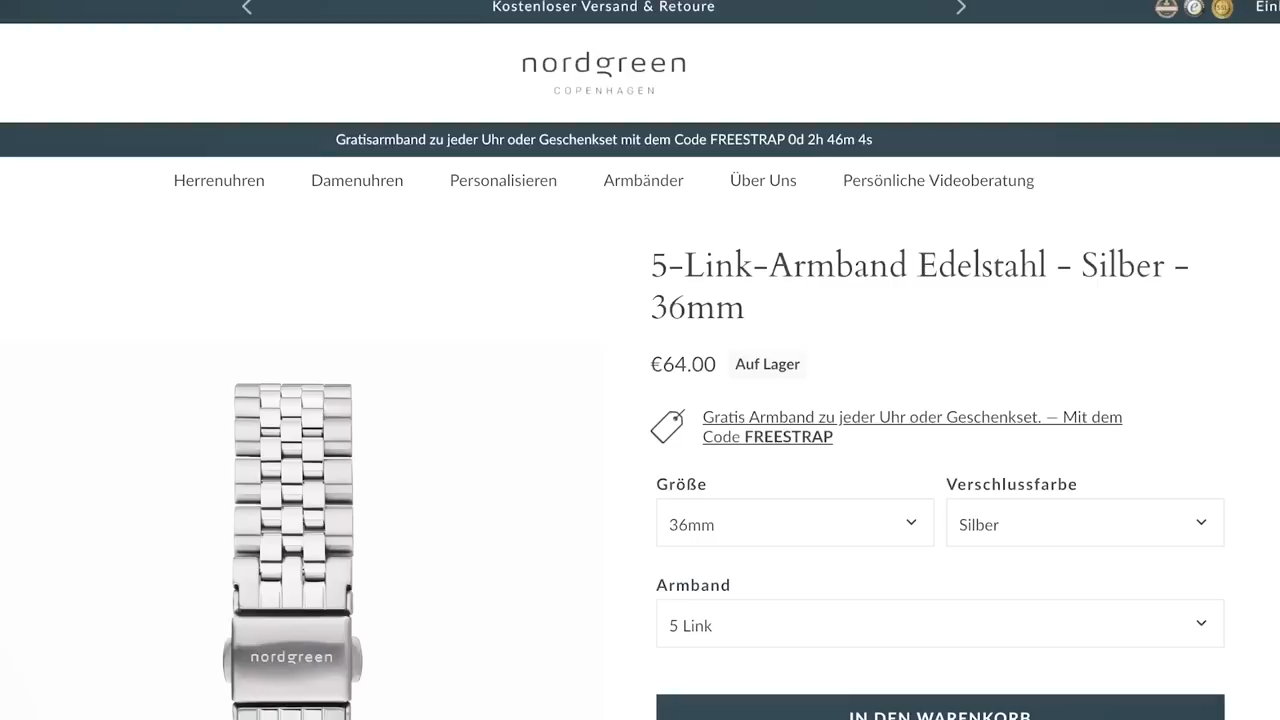 Kostenloser Versand & Retoure
nordgreen
COPENHAGEN
Gratisarmband zu jeder Uhr oder Geschenkset mit dem Code FREESTRAP 0d 2h 46m 4s
Herrenuhren Damenuhren Personalisieren Armbänder Über Uns Persönliche Videoberatung
5-Link-Armband Edelstahl - Silber -
36mm
€64.00 Auf Lager
Gratis Armband zu jeder Uhr oder Geschenkset. — Mit dem
Code FREESTRAP
Größe Verschlussfarbe
36mm Silber
Armband
5 Link
nordgreen
IN DEN WARENKORB